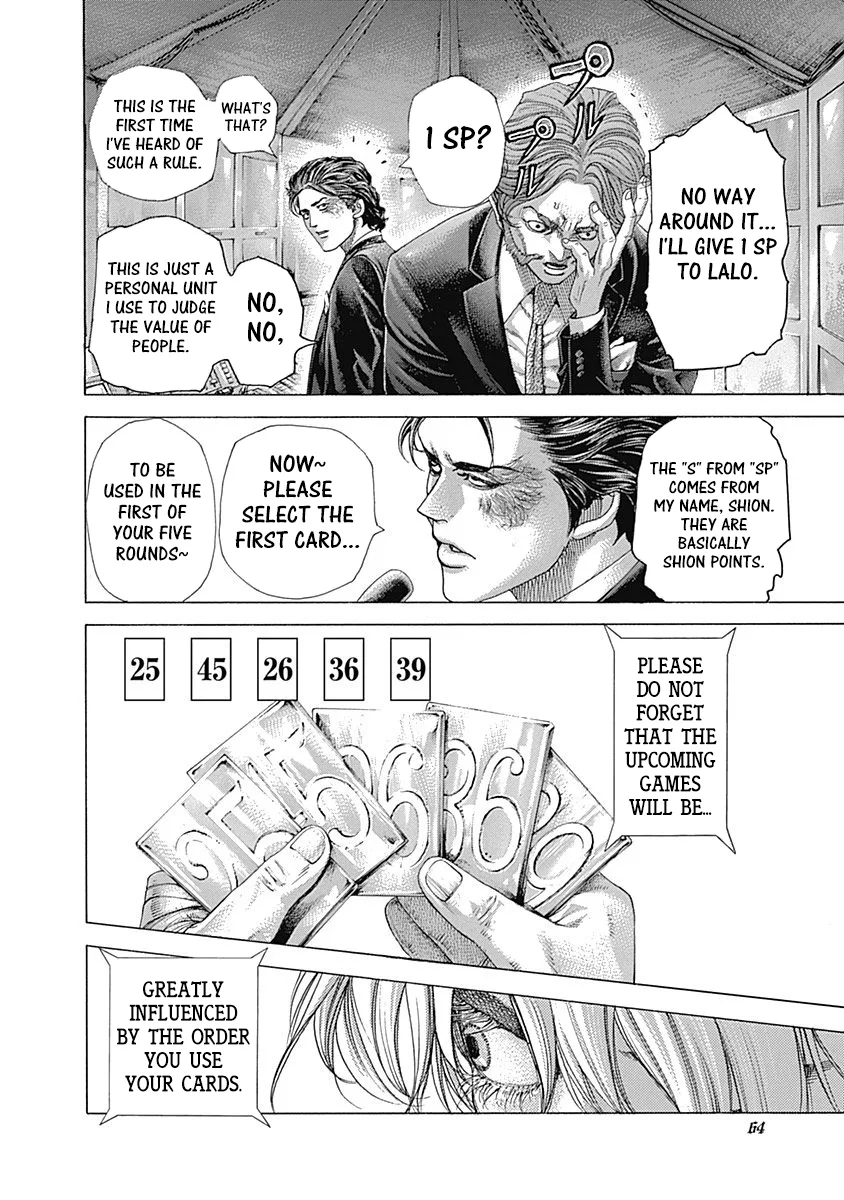 NO WAY
AROUND IT...
I'LL GIVE 1 SP
TO LALO.
1 SP?
WHAT'S
THAT?
THIS IS THE
FIRST TIME
I'VE HEARD OF
SUCH A RULE.
NO,
NO,
THIS IS JUST A
PERSONAL UNIT
I USE TO JUDGE
THE VALUE OF
PEOPLE.
THE "S" FROM "SP"
COMES FROM
MY NAME, SHION.
THEY ARE
BASICALLY
SHION POINTS.
NOW~
PLEASE
SELECT THE
FIRST CARD...
TO BE
USED IN THE
FIRST OF
YOUR FIVE
ROUNDS~
PLEASE
DO NOT
FORGET
THAT THE
UPCOMING
GAMES
WILL BE...
25 45 26 36 39
GREATLY
INFLUENCED
BY THE ORDER
YOU USE
YOUR CARDS.
64